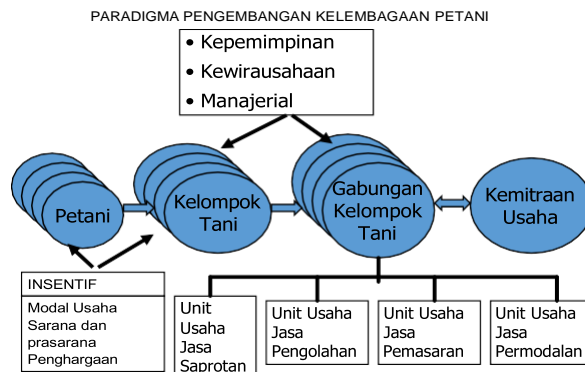 PARADIGMA PENGEMBANGAN KELEMBAGAAN PETANI
• Kepemimpinan
• Kewirausahaan
• Manajerial
Petani
Kelompok
Tani
Gabungan
Kelompok
Tani
Kemitraan
Usaha
INSENTIF
Modal Usaha
Sarana dan
prasarana
Penghargaan
Unit
Usaha
Jasa
Saprotan
Unit Usaha
Jasa
Pengolahan
Unit Usaha
Jasa
Pemasaran
Unit Usaha
Jasa
Permodalan